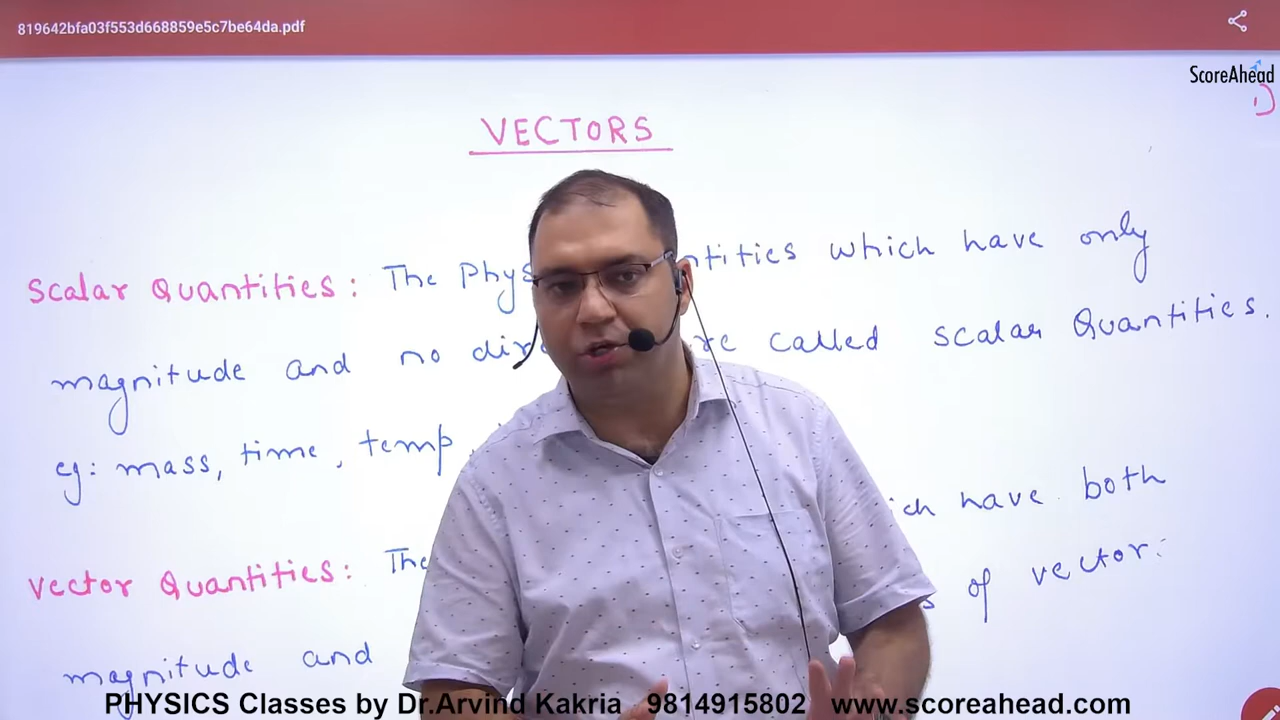 819642bfa03f553d668859e5c7be64da.pdf
ScoreAhead
1)
VECTORS
Scalar Quantities: The Phys ntities which have only
magnitude and no dire re called scalar Quantities.
eg: mass, time, temp
ich have both
Vector Quantities: The
s of vector:
magnitude and
PHYSICS Classes by Dr.Arvind Kakria 9814915802 www.scoreahead.com